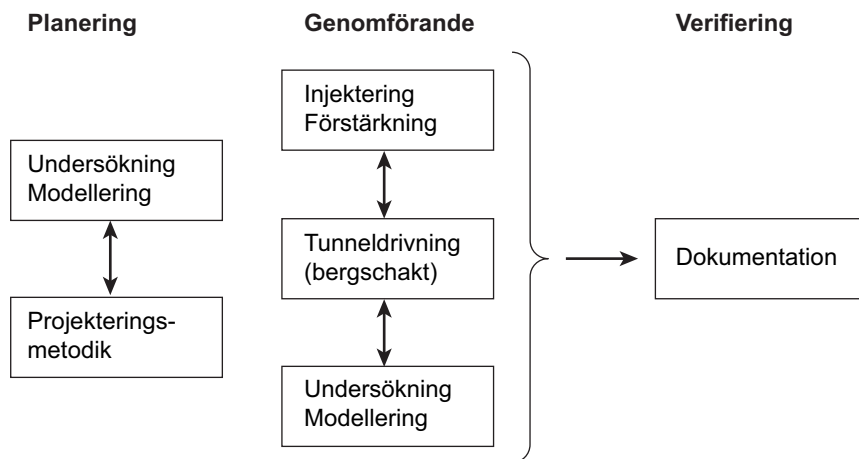 Planering
Genomförande
Verifiering
Undersökning
Modellering
Projekterings-
metodik
Injektering
Förstärkning
Tunneldrivning
(bergschakt)
Undersökning
Modellering
Dokumentation